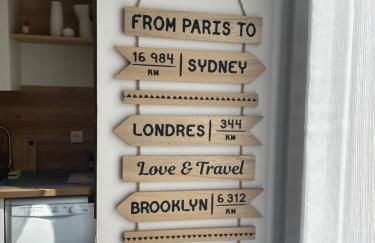 FROM PARIS TO
16 984 KM | SYDNEY
LONDRES | 344 KM
Love & Travel
BROOKLYN | 6 312 KM